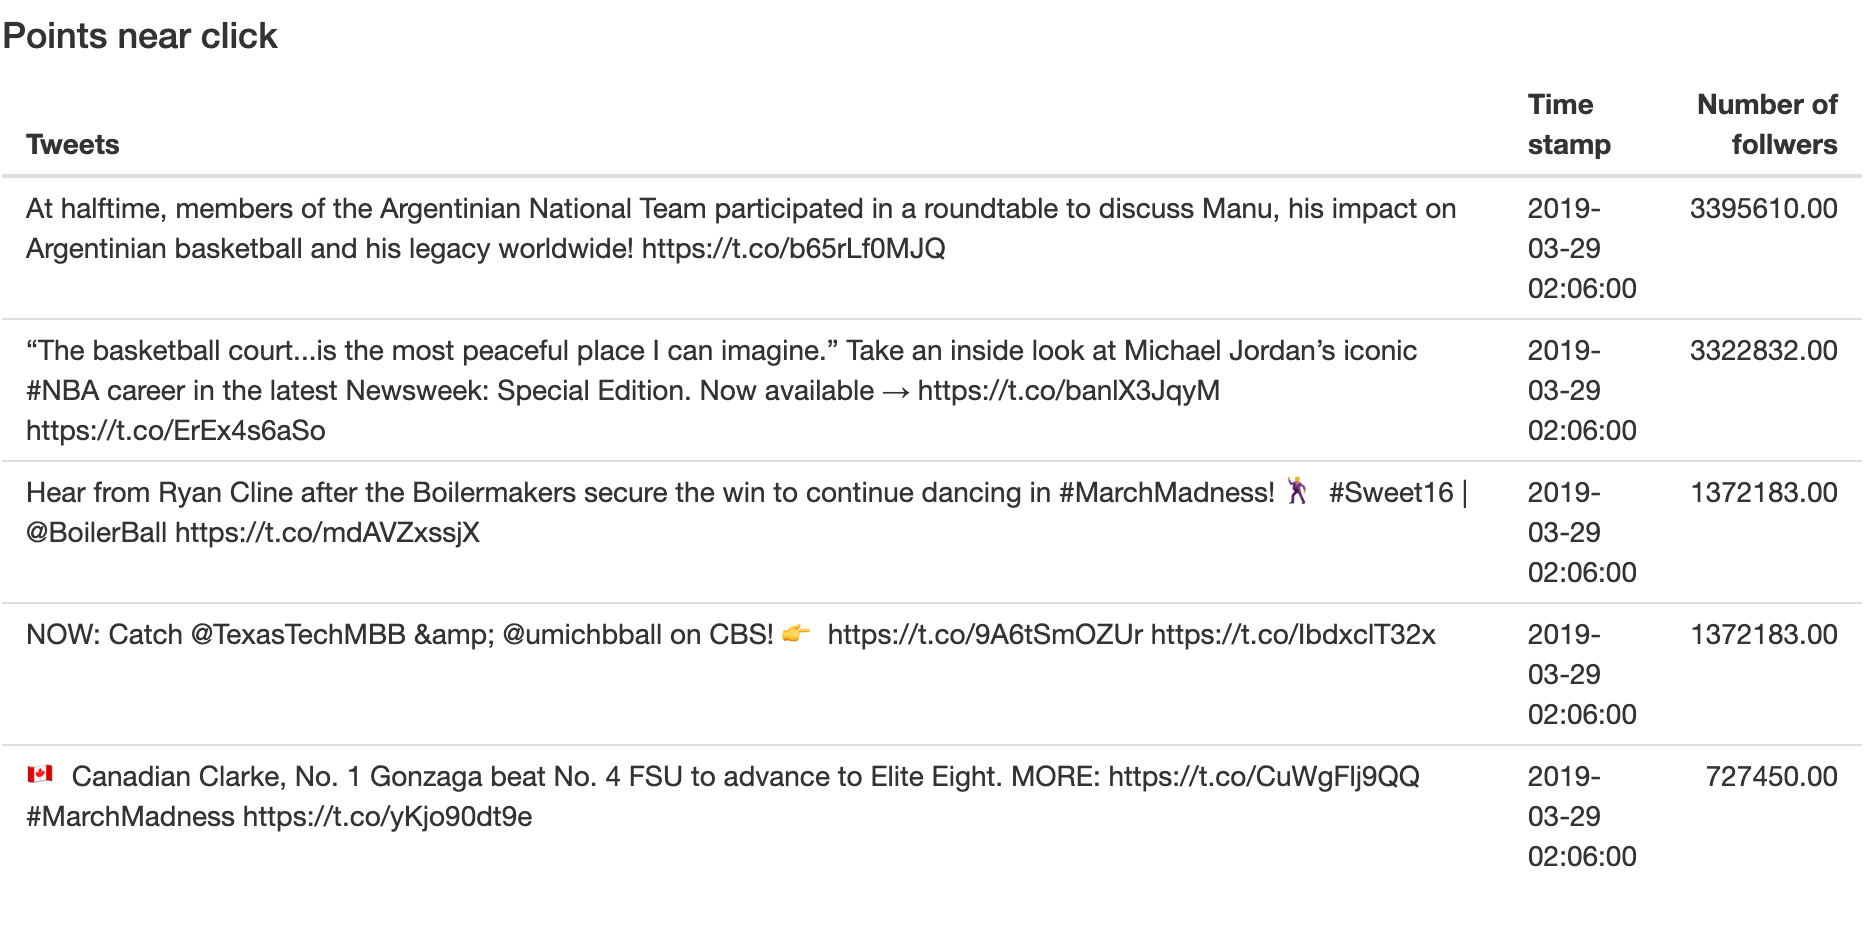 Points near click
Time Number of
Tweets stamp follwers
At halftime, members of the Argentinian National Team participated in a roundtable to discuss Manu, his impact on 2019- 3395610.00
Argentinian basketball and his legacy worldwide! https://t.co/b65rLf0MJQ 03-29
02:06:00
“The basketball court...is the most peaceful place I can imagine.” Take an inside look at Michael Jordan’s iconic 2019- 3322832.00
#NBA career in the latest Newsweek: Special Edition. Now available → https://t.co/banlX3JqyM 03-29
https://t.co/ErEx4s6aSo 02:06:00
Hear from Ryan Cline after the Boilermakers secure the win to continue dancing in #MarchMadness! 🕺 #Sweet16 | 2019- 1372183.00
@BoilerBall https://t.co/mdAVZxssjX 03-29
02:06:00
NOW: Catch @TexasTechMBB &amp; @umichbball on CBS! 👉 https://t.co/9A6tSmOZUr https://t.co/lbdxclT32x 2019- 1372183.00
03-29
02:06:00
🇨🇦 Canadian Clarke, No. 1 Gonzaga beat No. 4 FSU to advance to Elite Eight. MORE: https://t.co/CuWgFlj9QQ 2019- 727450.00
#MarchMadness https://t.co/yKjo90dt9e 03-29
02:06:00